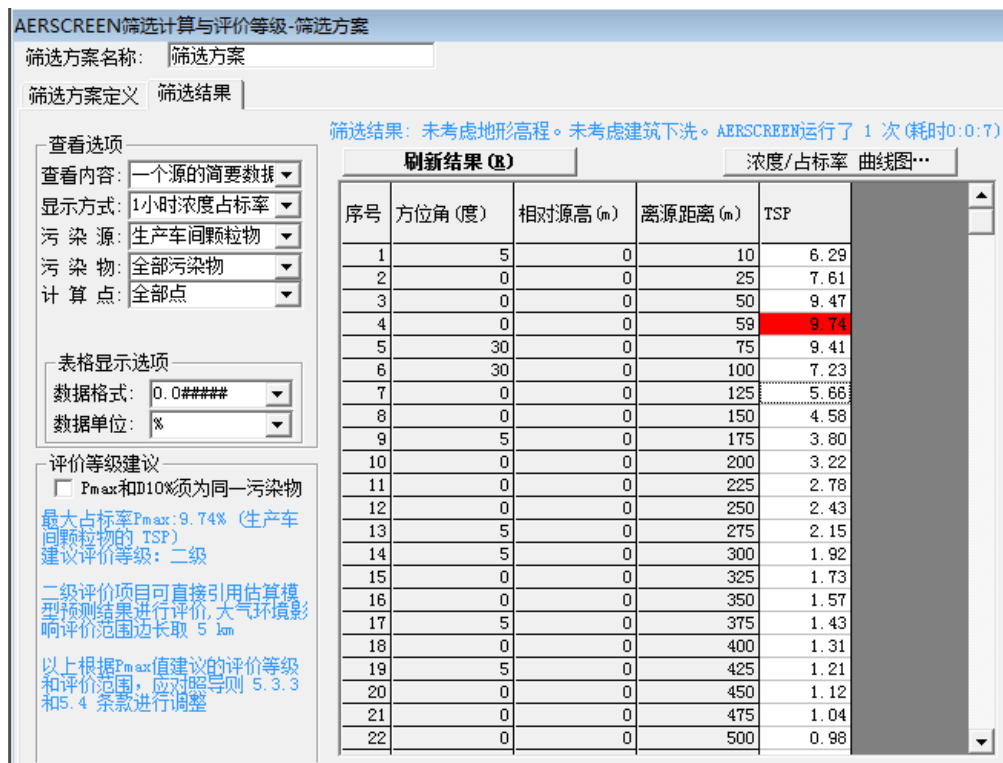 AERSCREEN筛选计算与评价等级-筛选方案
筛选方案名称: 筛选方案
筛选方案定义 筛选结果
筛选结果: 未考虑地形高程。未考虑建筑下洗。AERSCREEN运行了 1 次(耗时0:0:7)
查看选项
查看内容: 一个源的简要数据
显示方式: 1小时浓度占标率
污 染 源: 生产车间颗粒物
污 染 物: 全部污染物
计 算 点: 全部点
表格显示选项
数据格式: 0.0#####
数据单位: %
评价等级建议
Pmax和D10%须为同一污染物
最大占标率Pmax:9.74% (生产车
间颗粒物的 TSP)
建议评价等级: 二级
二级评价项目可直接引用估算模
型预测结果进行评价,大气环境影
响评价范围边长取 5 km
以上根据Pmax值建议的评价等级
和评价范围,应对照导则 5.3.3
和5.4 条款进行调整
刷新结果(R) 浓度/占标率 曲线图…
序号 方位角(度) 相对源高(m) 离源距离(m) TSP
1 5 0 10 6.29
2 0 0 25 7.61
3 0 0 50 9.47
4 0 0 59 9.74
5 30 0 75 9.41
6 30 0 100 7.23
7 0 0 125 5.66
8 0 0 150 4.58
9 5 0 175 3.80
10 0 0 200 3.22
11 0 0 225 2.78
12 0 0 250 2.43
13 5 0 275 2.15
14 5 0 300 1.92
15 0 0 325 1.73
16 0 0 350 1.57
17 5 0 375 1.43
18 0 0 400 1.31
19 5 0 425 1.21
20 0 0 450 1.12
21 0 0 475 1.04
22 0 0 500 0.98